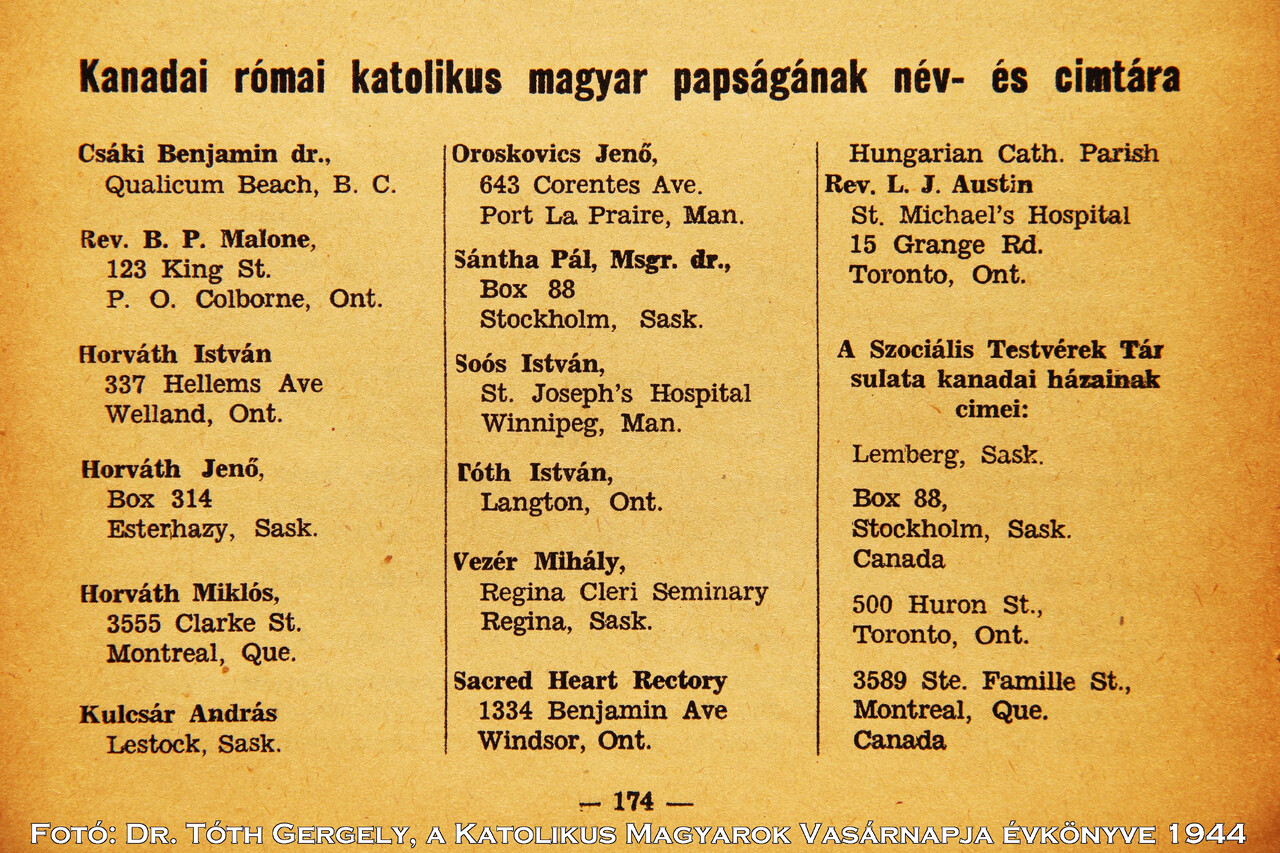 Kanadai római katolikus magyar papságának név- és cimtára
Csáki Benjamin dr.,
Qualicum Beach, B. C.
Rev. B. P. Malone,
123 King St.
P. O. Colborne, Ont.
Horváth István
337 Hellems Ave
Welland, Ont.
Horváth Jenő,
Box 314
Esterhazy, Sask.
Horváth Miklós,
3555 Clarke St.
Montreal, Que.
Kulcsár András
Lestock, Sask.
Oroskovics Jenő,
643 Corentes Ave.
Port La Praire, Man.
Sántha Pál, Msgr. dr.,
Box 88
Stockholm, Sask.
Soós István,
St. Joseph's Hospital
Winnipeg, Man.
Tóth István,
Langton, Ont.
Vezér Mihály,
Regina Cleri Seminary
Regina, Sask.
Sacred Heart Rectory
1334 Benjamin Ave
Windsor, Ont.
Hungarian Cath. Parish
Rev. L. J. Austin
St. Michael's Hospital
15 Grange Rd.
Toronto, Ont.
A Szociális Testvérek Tár
sulata kanadai házainak
cimei:
Lemberg, Sask.
Box 88,
Stockholm, Sask.
Canada
500 Huron St.,
Toronto, Ont.
3589 Ste. Famille St.,
Montreal, Que.
Canada
— 174 —
Fotó: Dr. Tóth Gergely, a Katolikus Magyarok Vasárnapja évkönyve 1944